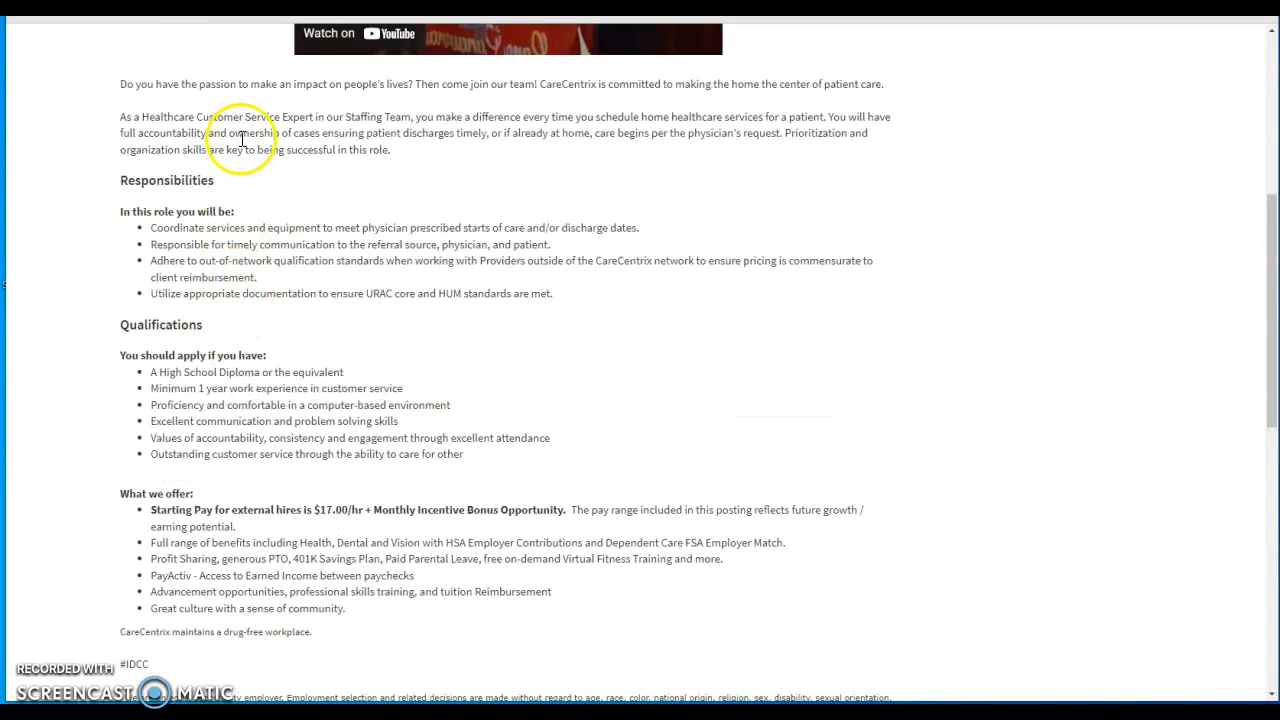 Watch on YouTube
Do you have the passion to make an impact on people's lives? Then come join our team! CareCentrix is committed to making the home the center of patient care.
As a Healthcare Customer Service Expert in our Staffing Team, you make a difference every time you schedule home healthcare services for a patient. You will have
full accountability and ownership of cases ensuring patient discharges timely, or if already at home, care begins per the physician's request. Prioritization and
organization skills are key to being successful in this role.
Responsibilities
In this role you will be:
• Coordinate services and equipment to meet physician prescribed starts of care and/or discharge dates.
• Responsible for timely communication to the referral source, physician, and patient.
• Adhere to out-of-network qualification standards when working with Providers outside of the CareCentrix network to ensure pricing is commensurate to
client reimbursement.
• Utilize appropriate documentation to ensure URAC core and HUM standards are met.
Qualifications
You should apply if you have:
• A High School Diploma or the equivalent
• Minimum 1 year work experience in customer service
• Proficiency and comfortable in a computer-based environment
• Excellent communication and problem solving skills
• Values of accountability, consistency and engagement through excellent attendance
• Outstanding customer service through the ability to care for other
What we offer:
• Starting Pay for external hires is $17.00/hr + Monthly Incentive Bonus Opportunity. The pay range included in this posting reflects future growth /
earning potential.
• Full range of benefits including Health, Dental and Vision with HSA Employer Contributions and Dependent Care FSA Employer Match.
• Profit Sharing, generous PTO, 401K Savings Plan, Paid Parental Leave, free on-demand Virtual Fitness Training and more.
• PayActiv - Access to Earned Income between paychecks
• Advancement opportunities, professional skills training, and tuition Reimbursement
• Great culture with a sense of community.
CareCentrix maintains a drug-free workplace.
#IDCC
employer. Employment selection and related decisions are made without regard to age, race, color, national origin, religion, sex, disability, sexual orientation,
RECORDED WITH
SCREENCAST MATIC